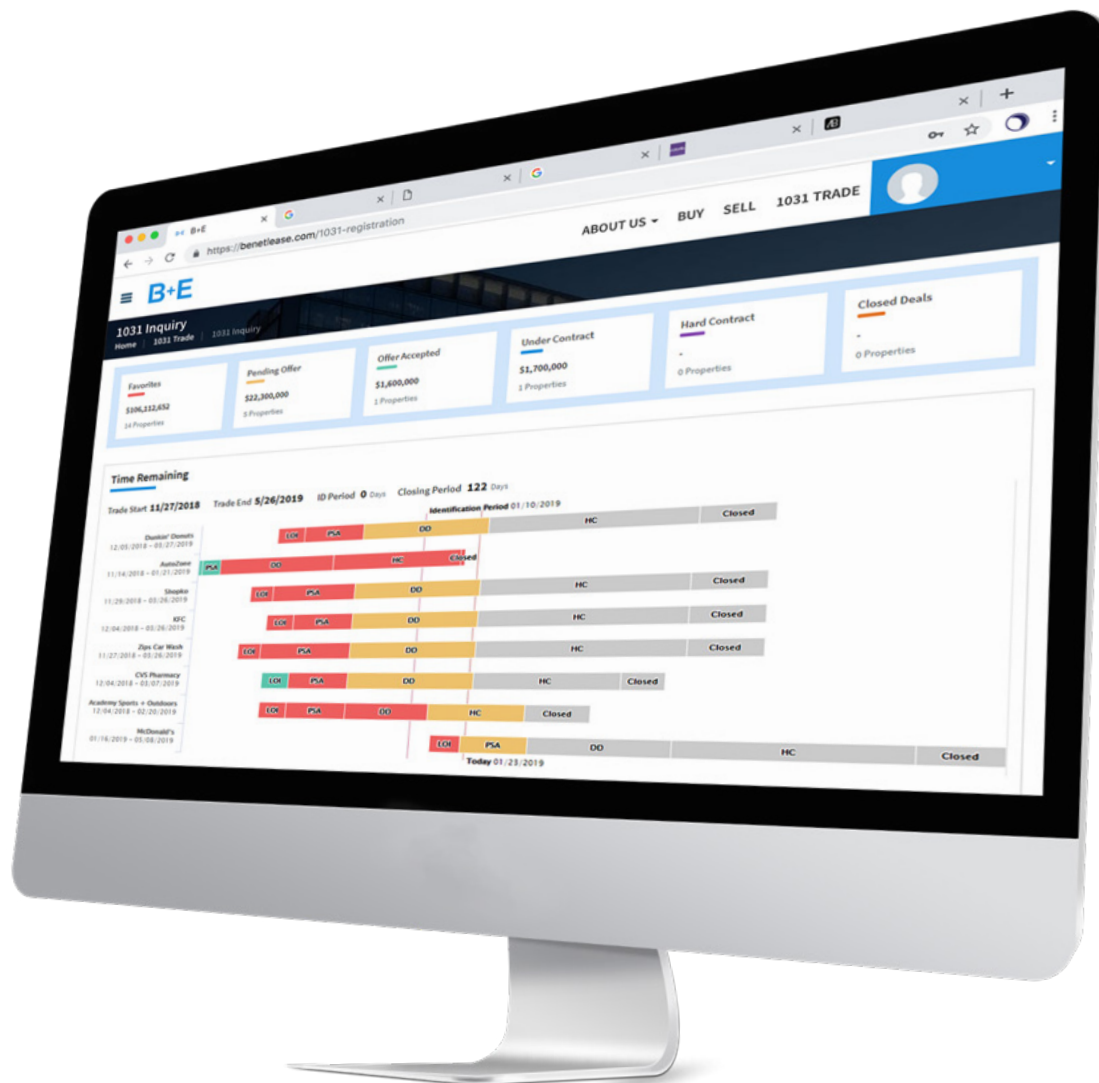 B+E
https://benetlease.com/1031-registration
B+E
ABOUT US
BUY
SELL
1031 TRADE
1031 Inquiry
Home | 1031 Trade | 1031 Inquiry
Favorites
$106,112,652
14 Properties
Pending Offer
$22,300,000
5 Properties
Offer Accepted
$1,600,000
1 Properties
Under Contract
$1,700,000
1 Properties
Hard Contract
-
0 Properties
Closed Deals
-
0 Properties
Time Remaining
Trade Start 11/27/2018 Trade End 5/26/2019 ID Period 0 Days Closing Period 122 Days
Identification Period 01/10/2019
Dunkin' Donuts LOI PSA DD HC Closed
12/05/2018 - 03/27/2019
AutoZone PSA DD HC Closed
11/14/2018 - 01/21/2019
Shopko LOI PSA DD HC Closed
11/29/2018 - 03/26/2019
KFC LOI PSA DD HC Closed
12/04/2018 - 03/26/2019
Zips Car Wash LOI PSA DD HC Closed
11/27/2018 - 03/26/2019
CVS Pharmacy LOI PSA DD HC Closed
12/04/2018 - 03/07/2019
Academy Sports + Outdoors LOI PSA DD HC Closed
12/04/2018 - 02/20/2019
McDonald's LOI PSA DD HC Closed
01/16/2019 - 05/08/2019
Today 01/23/2019